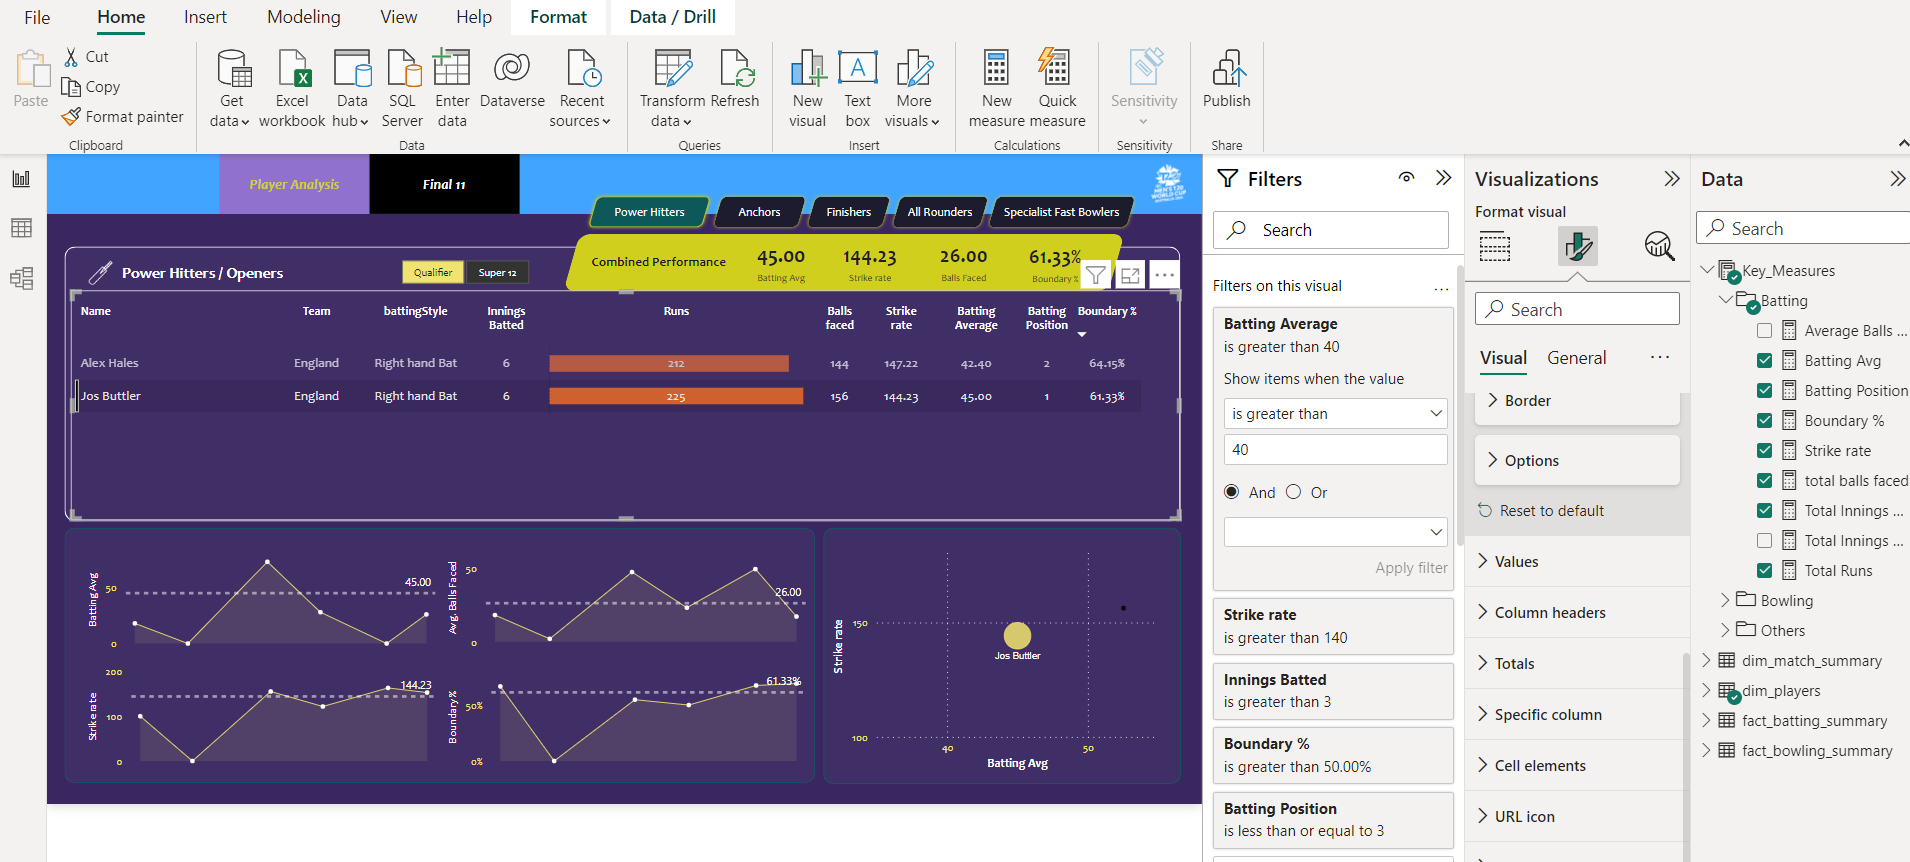 File Home Insert Modeling View Help Format Data / Drill
Paste
Cut
Copy
Format painter
Clipboard
Get data
Excel workbook
Data hub
SQL Server
Enter data
Dataverse
Recent sources
Data
Transform data
Refresh
Queries
New visual
Text box
More visuals
Insert
New measure
Quick measure
Calculations
Sensitivity
Sensitivity
Publish
Share
Player Analysis
Final 11
MEN'S T20
WORLD CUP
Power Hitters
Anchors
Finishers
All Rounders
Specialist Fast Bowlers
Power Hitters / Openers
Qualifier
Super 12
Combined Performance
45.00
Batting Avg
144.23
Strike rate
26.00
Balls Faced
61.33%
Boundary %
Name Team battingStyle Innings Batted Runs Balls faced Strike rate Batting Average Batting Position Boundary %
Alex Hales England Right hand Bat 6 212 144 147.22 42.40 2 64.15%
Jos Buttler England Right hand Bat 6 225 156 144.23 45.00 1 61.33%
Batting Avg
50
0
45.00
Avg. Balls Faced
50
0
26.00
Strike rate
200
100
0
144.23
Boundary %
50%
0%
61.33%
Strike rate
150
100
Jos Buttler
40
50
Batting Avg
Filters
Search
Filters on this visual
...
Batting Average
is greater than 40
Show items when the value
is greater than
40
And
Or
Apply filter
Strike rate
is greater than 140
Innings Batted
is greater than 3
Boundary %
is greater than 50.00%
Batting Position
is less than or equal to 3
Visualizations
Format visual
Search
Visual General ...
Border
Options
Reset to default
Values
Column headers
Totals
Specific column
Cell elements
URL icon
Data
Search
Key_Measures
Batting
Average Balls ...
Batting Avg
Batting Position
Boundary %
Strike rate
total balls faced
Total Innings ...
Total Innings ...
Total Runs
Bowling
Others
dim_match_summary
dim_players
fact_batting_summary
fact_bowling_summary